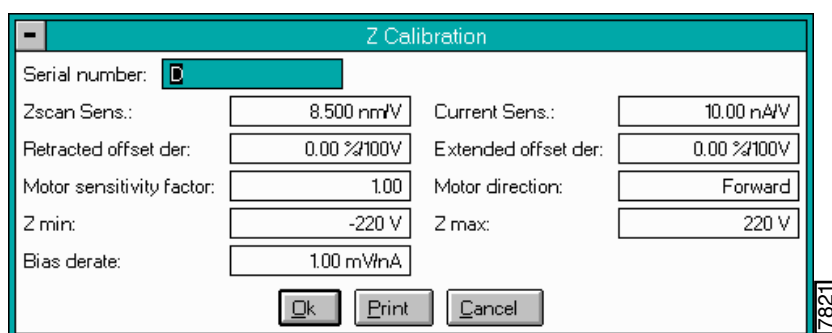 Z Calibration
Serial number: D
Zscan Sens.: 8.500 nm/V Current Sens.: 10.00 nA/V
Retracted offset der: 0.00 %/100V Extended offset der: 0.00 %/100V
Motor sensitivity factor: 1.00 Motor direction: Forward
Z min: -220 V Z max: 220 V
Bias derate: 1.00 mV/nA
Ok Print Cancel
7821